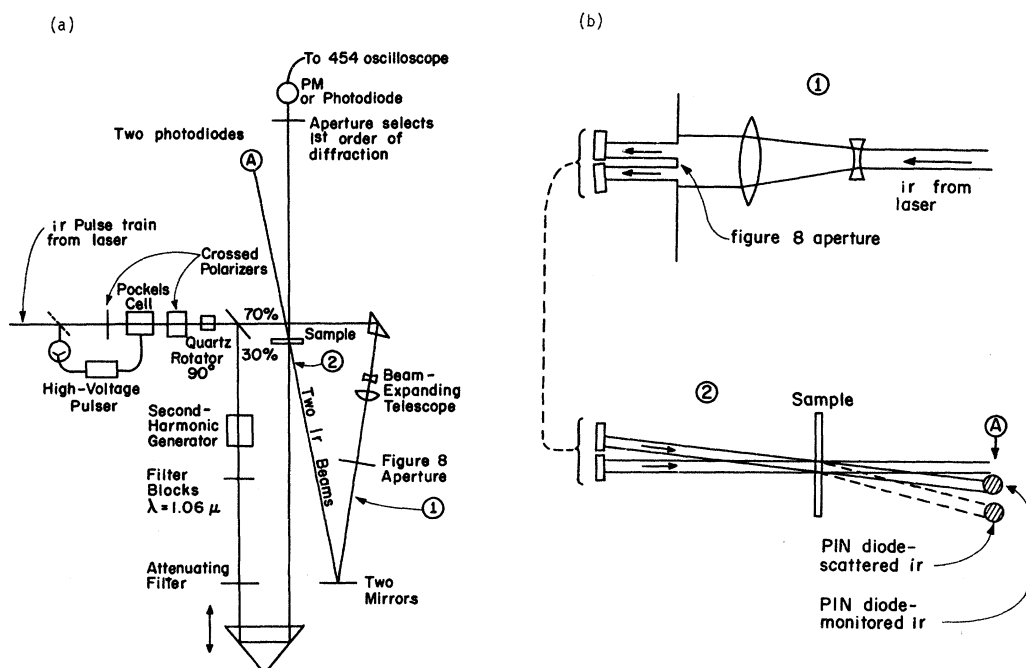 (a)
To 454 oscilloscope
PM
or Photodiode
Aperture selects
1st order of
diffraction
Two photodiodes
A
ir Pulse train
from laser
Crossed
Polarizers
Pockels
Cell
70%
Sample
30%
2
Quartz
Rotator
90°
High-Voltage
Pulser
Beam-
Expanding
Telescope
Second-
Harmonic
Generator
Two Ir Beams
Figure 8
Aperture
Filter
Blocks
λ = 1.06 μ
1
Attenuating
Filter
Two
Mirrors
(b)
1
ir from
laser
figure 8 aperture
2
Sample
A
PIN diode-
scattered ir
PIN diode-
monitored ir